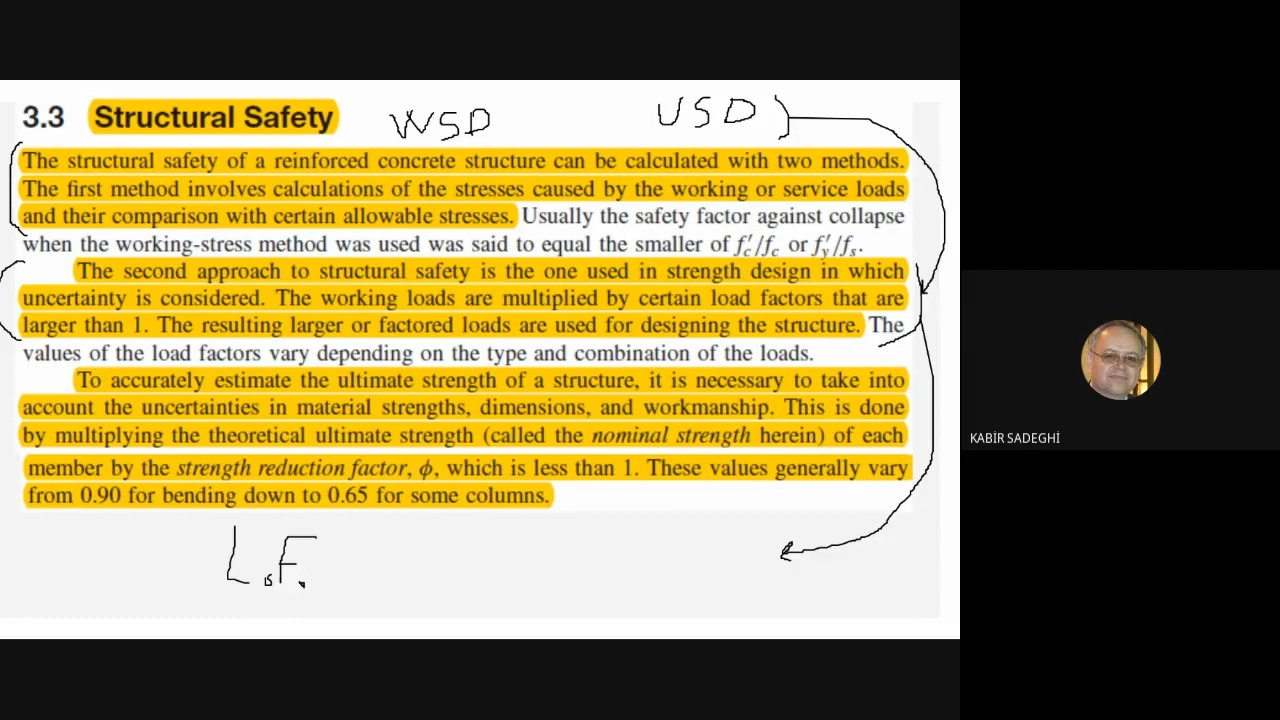 3.3 Structural Safety WSD USD
The structural safety of a reinforced concrete structure can be calculated with two methods.
The first method involves calculations of the stresses caused by the working or service loads
and their comparison with certain allowable stresses. Usually the safety factor against collapse
when the working-stress method was used was said to equal the smaller of f′c/fc or f′y/fs.
The second approach to structural safety is the one used in strength design in which
uncertainty is considered. The working loads are multiplied by certain load factors that are
larger than 1. The resulting larger or factored loads are used for designing the structure. The
values of the load factors vary depending on the type and combination of the loads.
To accurately estimate the ultimate strength of a structure, it is necessary to take into
account the uncertainties in material strengths, dimensions, and workmanship. This is done
by multiplying the theoretical ultimate strength (called the nominal strength herein) of each
member by the strength reduction factor, ϕ, which is less than 1. These values generally vary
from 0.90 for bending down to 0.65 for some columns.
L.F.
KABİR SADEGHİ